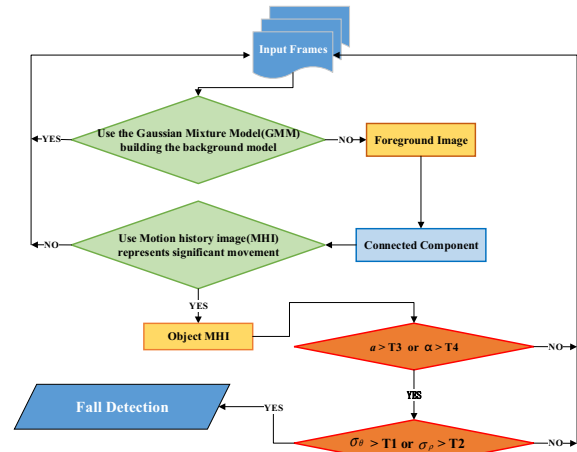 Input Frames
Use the Gaussian Mixture Model(GMM)
building the background model
YES
NO
Foreground Image
Use Motion history image(MHI)
represents significant movement
NO
Connected Component
YES
Object MHI
a > T3 or α > T4
NO
YES
Fall Detection
YES
σθ > T1 or σρ > T2
NO